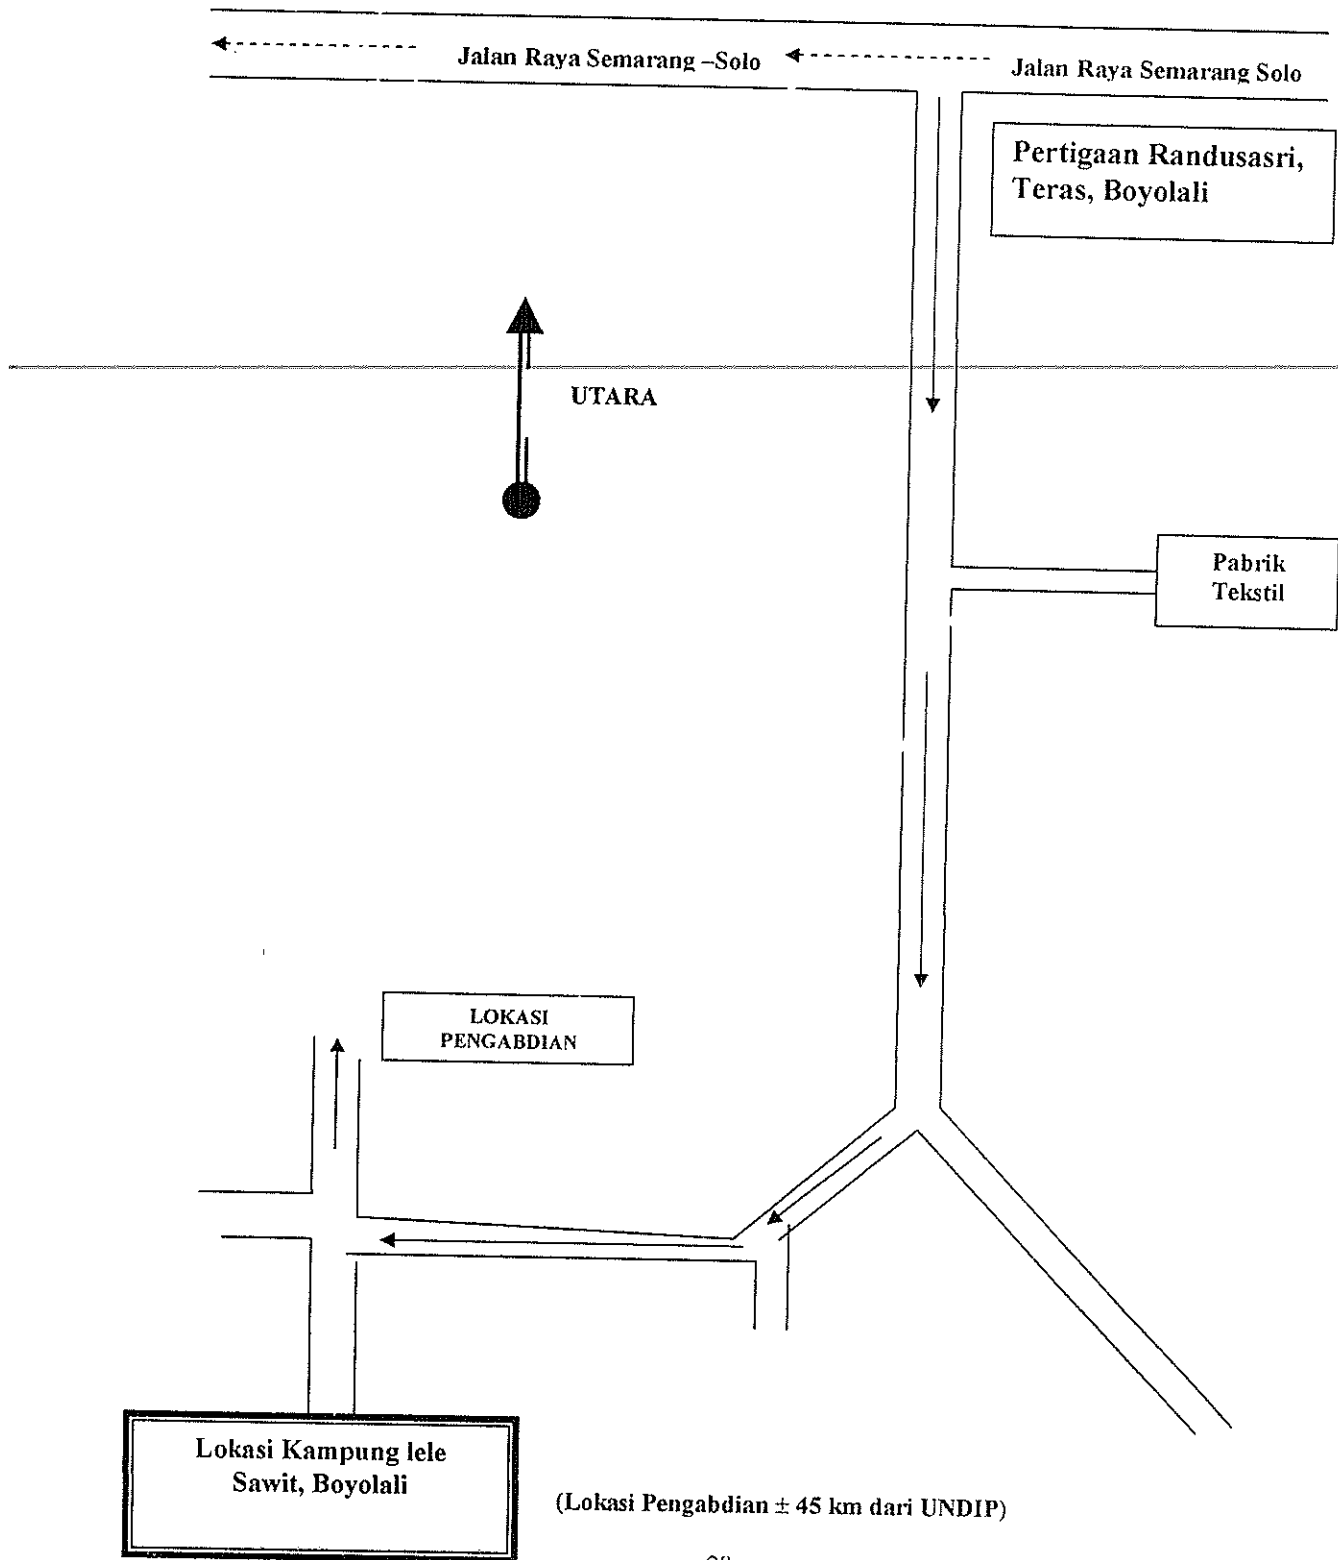 Jalan Raya Semarang –Solo
Jalan Raya Semarang Solo
Pertigaan Randusasri,
Teras, Boyolali
UTARA
Pabrik
Tekstil
LOKASI
PENGABDIAN
Lokasi Kampung lele
Sawit, Boyolali
(Lokasi Pengabdian ± 45 km dari UNDIP)